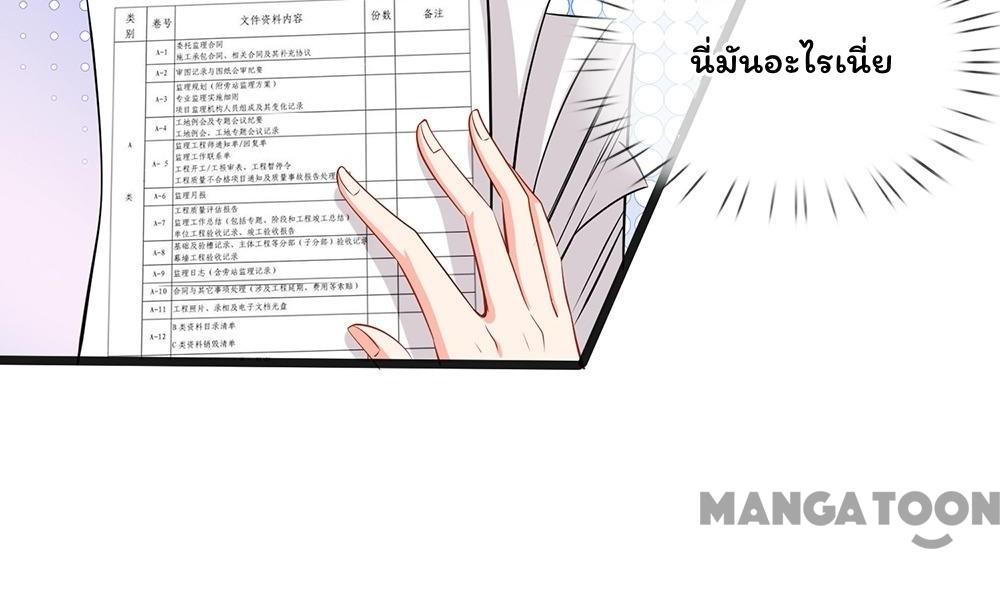 类别 卷号 文件资料内容 份数 备注
นี่มันอะไรเนี่ย
A-1 委托监理合同
施工承包合同、相关合同及其补充协议
A-2 审图记录与图纸会审纪要
A-3 监理规划（附旁站监理方案）
专业监理实施细则
项目监理机构人员组成及其变化记录
A-4 工地例会及专题会议纪要
工地例会、工地专题会议记录
A
类
A-5 监理工程师通知单/回复单
监理工作联系单
工程开工/工报审表、工程暂停令
工程质量不合格项目通知及质量事故报告处理
A-6 监理月报
A-7 工程质量评估报告
监理工作总结（包括专题、阶段和工程竣工总结）
单位工程验收记录、竣工验收报告
A-8 基础及验槽记录、主体工程等分部（子分部）验收记录
幕墙工程验收记录
A-9 监理日志（含旁站监理记录）
A-10 合同与其它事项处理（涉及工程延期、费用等索赔）
A-11 工程照片、录相及电子文档光盘
A-12 B类资料目录清单
C类资料销毁清单
MANGATOON